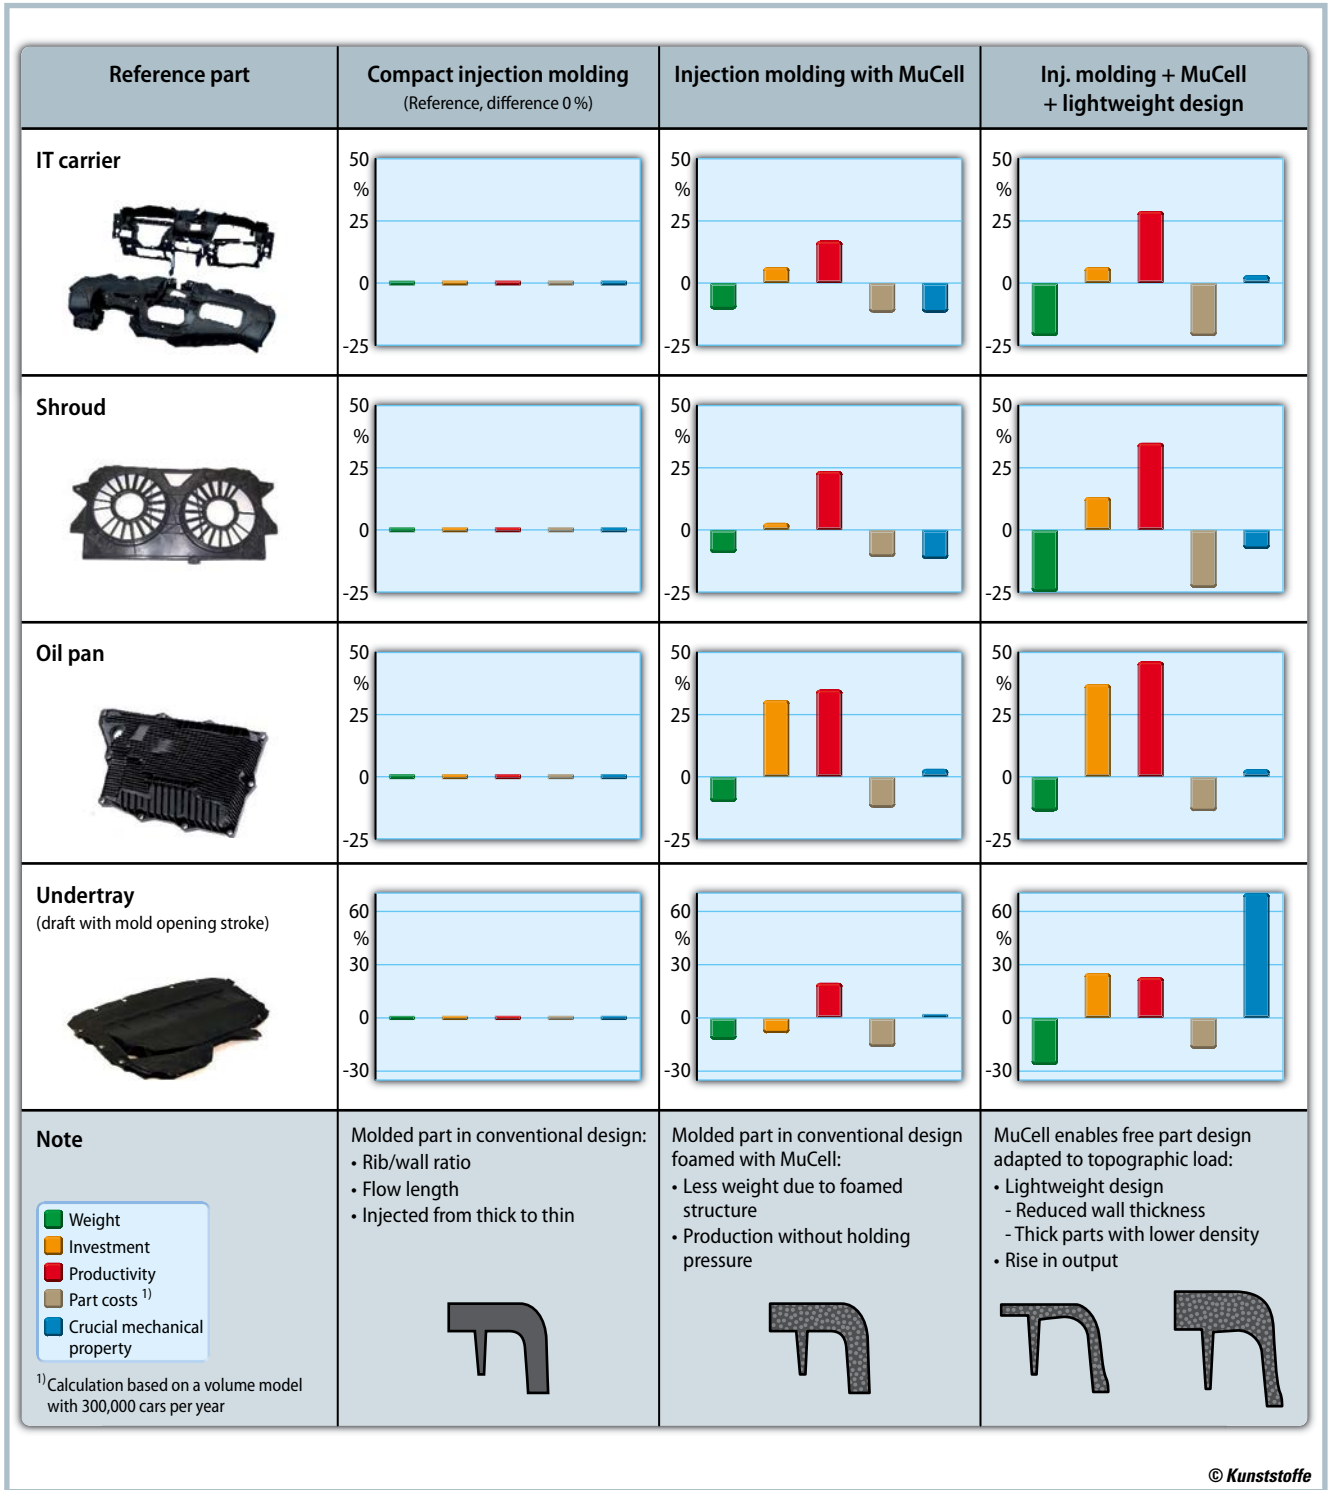 Reference part
Compact injection molding
(Reference, difference 0 %)
Injection molding with MuCell
Inj. molding + MuCell
+ lightweight design
IT carrier
50
%
25
0
-25
50
%
25
0
-25
50
%
25
0
-25
Shroud
50
%
25
0
-25
50
%
25
0
-25
50
%
25
0
-25
Oil pan
50
%
25
0
-25
50
%
25
0
-25
50
%
25
0
-25
Undertray
(draft with mold opening stroke)
60
%
30
0
-30
60
%
30
0
-30
60
%
30
0
-30
Note
Weight
Investment
Productivity
Part costs 1)
Crucial mechanical
property
1) Calculation based on a volume model
with 300,000 cars per year
Molded part in conventional design:
• Rib/wall ratio
• Flow length
• Injected from thick to thin
Molded part in conventional design
foamed with MuCell:
• Less weight due to foamed
structure
• Production without holding
pressure
MuCell enables free part design
adapted to topographic load:
• Lightweight design
- Reduced wall thickness
- Thick parts with lower density
• Rise in output
© Kunststoffe